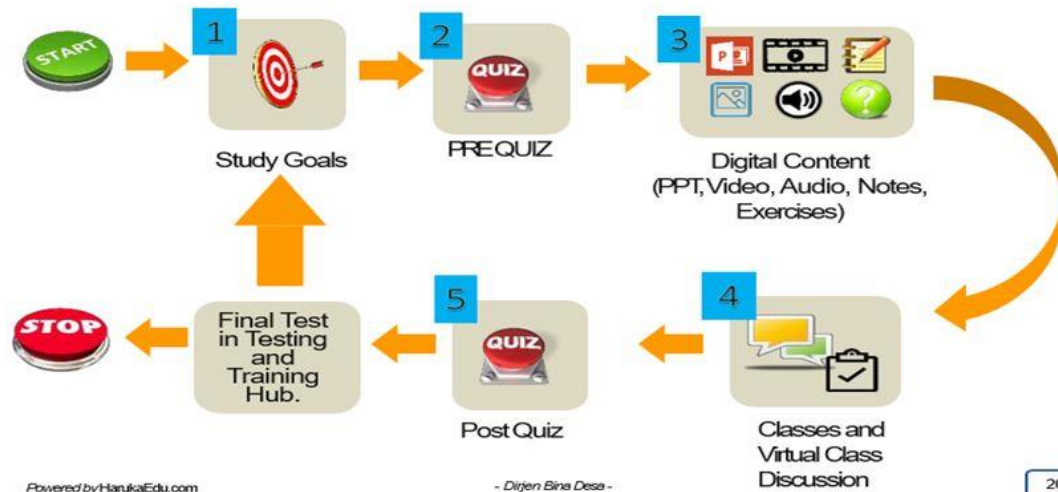 START
1
Study Goals
2
QUIZ
PRE QUIZ
3
P
?
Digital Content
(PPT,Video, Audio, Notes,
Exercises)
STOP
Final Test
in Testing
and
Training
Hub.
5
QUIZ
Post Quiz
4
Classes and
Virtual Class
Discussion
Powered by HarukaEdu.com
- Dirjen Bina Desa -